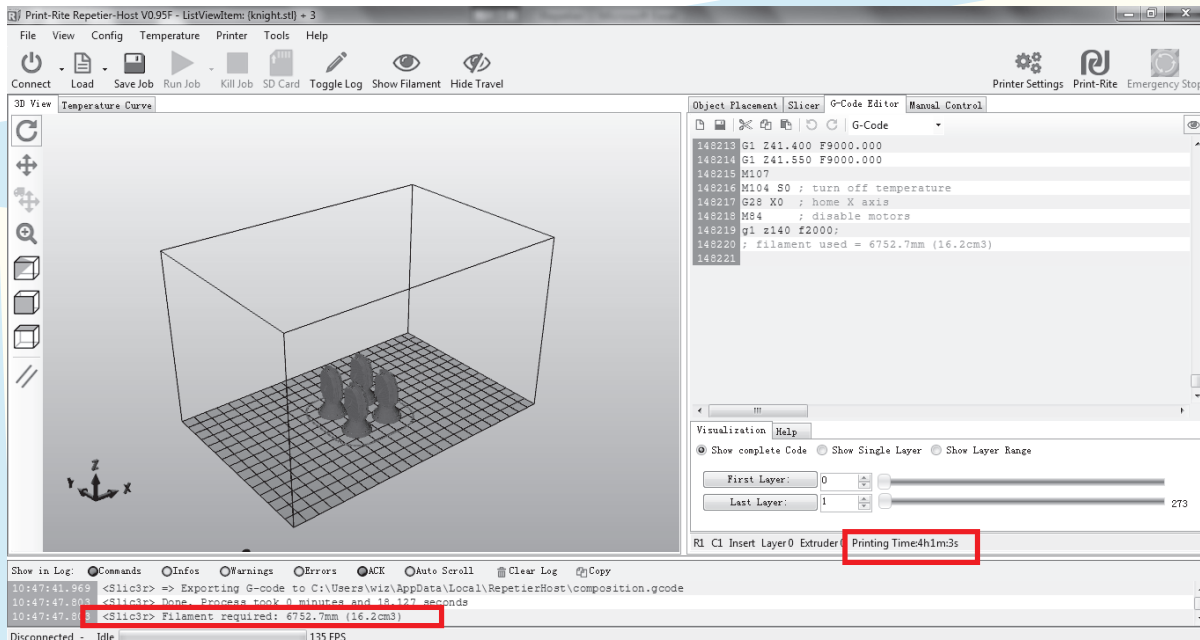 Print-Rite Repetier-Host V0.95F - ListViewItem: {knight.stl} + 3
File View Config Temperature Printer Tools Help
Connect Load Save Job Run Job Kill Job SD Card Toggle Log Show Filament Hide Travel Printer Settings Print-Rite Emergency Stop
3D View Temperature Curve
Object Placement Slicer G-Code Editor Manual Control
G-Code
148213 G1 Z41.400 F9000.000
148214 G1 Z41.550 F9000.000
148215 M107
148216 M104 S0 ; turn off temperature
148217 G28 X0 ; home X axis
148218 M84 ; disable motors
148219 g1 z140 f2000;
148220 ; filament used = 6752.7mm (16.2cm3)
148221
Z
Y X
Visualization Help
Show complete Code Show Single Layer Show Layer Range
First Layer: 0
Last Layer: 1 273
R1 C1 Insert Layer 0 Extruder Printing Time:4h1m:3s
Show in Log: Commands Infos Warnings Errors ACK Auto Scroll Clear Log Copy
10:47:41.969 <Slic3r> => Exporting G-code to C:\Users\wiz\AppData\Local\RepetierHost\composition.gcode
10:47:47.803 <Slic3r> Done. Process took 0 minutes and 18.127 seconds
10:47:47.803 <Slic3r> Filament required: 6752.7mm (16.2cm3)
Disconnected - Idle 135 FPS